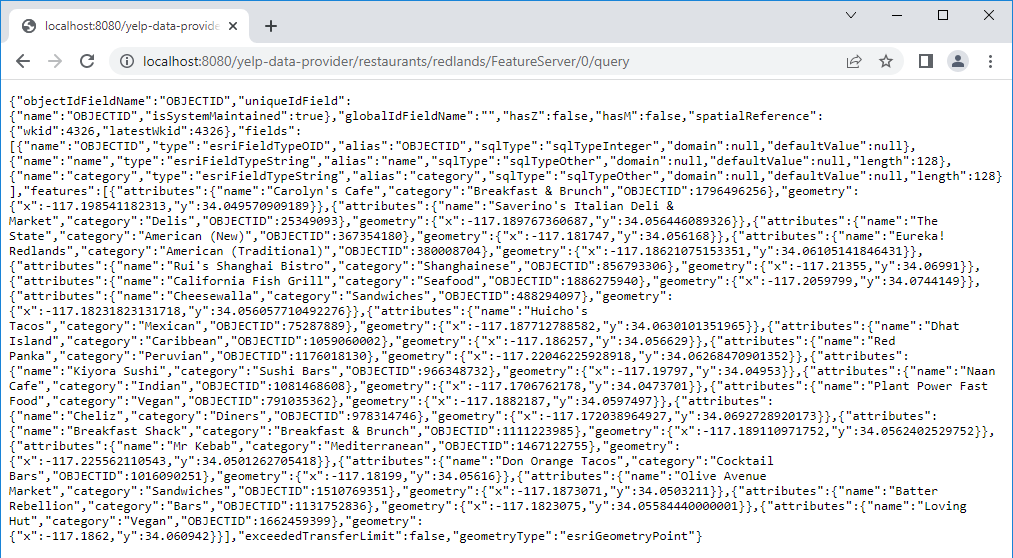 localhost:8080/yelp-data-provide
localhost:8080/yelp-data-provider/restaurants/redlands/FeatureServer/0/query
{"objectIdFieldName":"OBJECTID","uniqueIdField":
{"name":"OBJECTID","isSystemMaintained":true},"globalIdFieldName":"","hasZ":false,"hasM":false,"spatialReference":
{"wkid":4326,"latestWkid":4326},"fields":
[{"name":"OBJECTID","type":"esriFieldTypeOID","alias":"OBJECTID","sqlType":"sqlTypeInteger","domain":null,"defaultValue":null},
{"name":"name","type":"esriFieldTypeString","alias":"name","sqlType":"sqlTypeOther","domain":null,"defaultValue":null,"length":128},
{"name":"category","type":"esriFieldTypeString","alias":"category","sqlType":"sqlTypeOther","domain":null,"defaultValue":null,"length":128}
],"features":[{"attributes":{"name":"Carolyn's Cafe","category":"Breakfast & Brunch","OBJECTID":1796496256},"geometry":
{"x":-117.198541182313,"y":34.049570909189}},{"attributes":{"name":"Saverino's Italian Deli &
Market","category":"Delis","OBJECTID":25349093},"geometry":{"x":-117.189767360687,"y":34.056446089326}},{"attributes":{"name":"The
State","category":"American (New)","OBJECTID":367354180},"geometry":{"x":-117.181747,"y":34.056168}},{"attributes":{"name":"Eureka!
Redlands","category":"American (Traditional)","OBJECTID":380008704},"geometry":{"x":-117.18621075153351,"y":34.06105141846431}},
{"attributes":{"name":"Rui's Shanghai Bistro","category":"Shanghainese","OBJECTID":856793306},"geometry":{"x":-117.21355,"y":34.06991}},
{"attributes":{"name":"California Fish Grill","category":"Seafood","OBJECTID":1886275940},"geometry":{"x":-117.2059799,"y":34.0744149}},
{"attributes":{"name":"Cheesewalla","category":"Sandwiches","OBJECTID":488294097},"geometry":
{"x":-117.18231823131718,"y":34.056057710492276}},{"attributes":{"name":"Huicho's
Tacos","category":"Mexican","OBJECTID":75287889},"geometry":{"x":-117.187712788582,"y":34.0630101351965}},{"attributes":{"name":"Dhat
Island","category":"Caribbean","OBJECTID":1059060002},"geometry":{"x":-117.186257,"y":34.056629}},{"attributes":{"name":"Red
Panka","category":"Peruvian","OBJECTID":1176018130},"geometry":{"x":-117.22046225928918,"y":34.06268470901352}},{"attributes":
{"name":"Kiyora Sushi","category":"Sushi Bars","OBJECTID":966348732},"geometry":{"x":-117.19797,"y":34.04953}},{"attributes":{"name":"Naan
Cafe","category":"Indian","OBJECTID":1081468608},"geometry":{"x":-117.1706762178,"y":34.0473701}},{"attributes":{"name":"Plant Power Fast
Food","category":"Vegan","OBJECTID":791035362},"geometry":{"x":-117.1882187,"y":34.0597497}},{"attributes":
{"name":"Cheliz","category":"Diners","OBJECTID":978314746},"geometry":{"x":-117.172038964927,"y":34.0692728920173}},{"attributes":
{"name":"Breakfast Shack","category":"Breakfast & Brunch","OBJECTID":1111223985},"geometry":{"x":-117.189110971752,"y":34.0562402529752}},
{"attributes":{"name":"Mr Kebab","category":"Mediterranean","OBJECTID":1467122755},"geometry":
{"x":-117.225562110543,"y":34.0501262705418}},{"attributes":{"name":"Don Orange Tacos","category":"Cocktail
Bars","OBJECTID":1016090251},"geometry":{"x":-117.18199,"y":34.05616}},{"attributes":{"name":"Olive Avenue
Market","category":"Sandwiches","OBJECTID":1510769351},"geometry":{"x":-117.1873071,"y":34.0503211}},{"attributes":{"name":"Batter
Rebellion","category":"Bars","OBJECTID":1131752836},"geometry":{"x":-117.1823075,"y":34.05584440000001}},{"attributes":{"name":"Loving
Hut","category":"Vegan","OBJECTID":1662459399},"geometry":
{"x":-117.1862,"y":34.060942}}],"exceededTransferLimit":false,"geometryType":"esriGeometryPoint"}